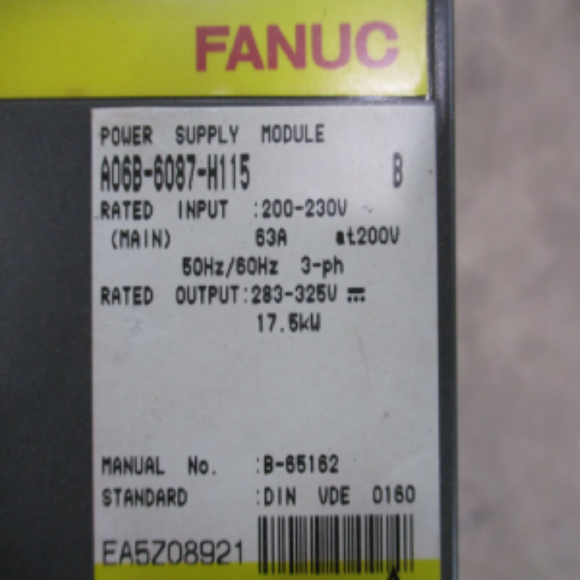 FANUC
POWER SUPPLY MODULE
A06B-6087-H115 B
RATED INPUT :200-230V
(MAIN) 63A at200V
50Hz/60Hz 3-ph
RATED OUTPUT:283-325V ⎓
17.5kW
MANUAL No. :B-65162
STANDARD :DIN VDE 0160
EA5Z08921